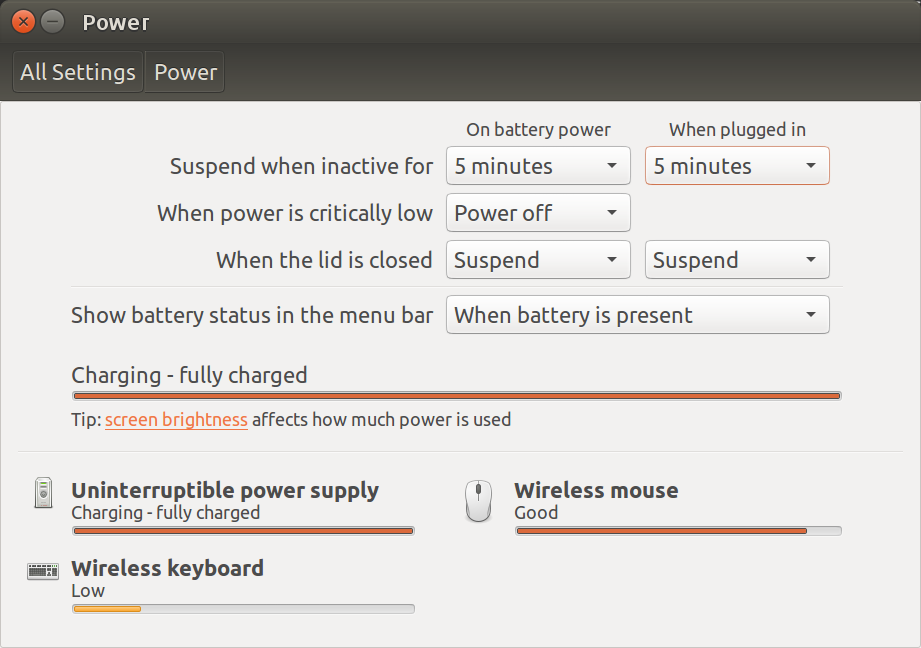 Power
All Settings Power
On battery power When plugged in
Suspend when inactive for 5 minutes 5 minutes
When power is critically low Power off
When the lid is closed Suspend Suspend
Show battery status in the menu bar When battery is present
Charging - fully charged
Tip: screen brightness affects how much power is used
Uninterruptible power supply
Charging - fully charged
Wireless mouse
Good
Wireless keyboard
Low